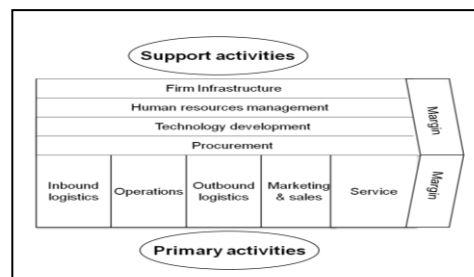 Support activities
Firm Infrastructure
Human resources management
Technology development
Procurement
Margin
Inbound
logistics
Operations
Outbound
logistics
Marketing
& sales
Service
Margin
Primary activities